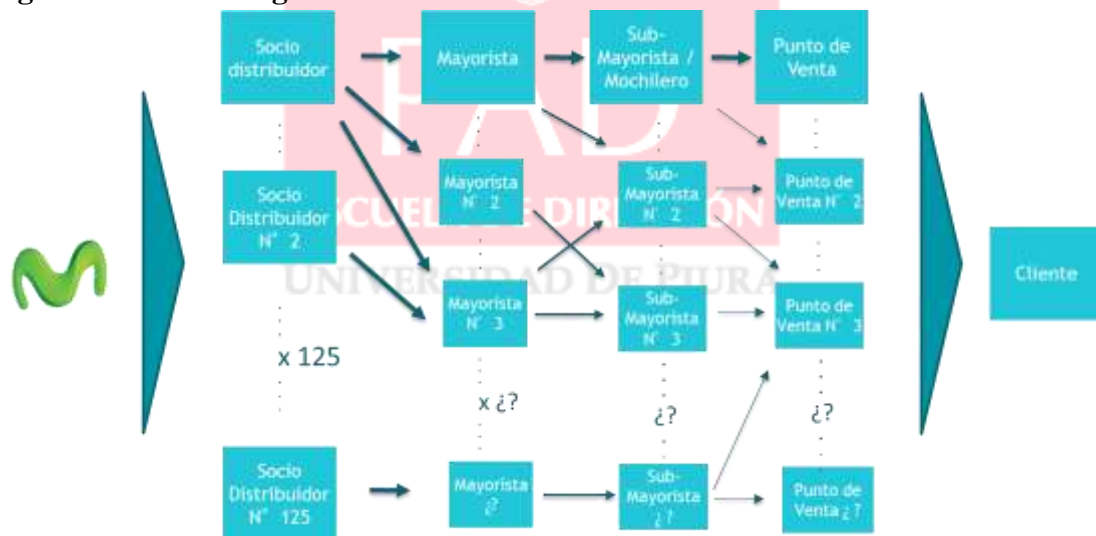 Socio
distribuidor
Mayorista
Sub-
Mayorista /
Mochilero
Punto de
Venta
Mayorista
N° 2
Sub-
Mayorista
N° 2
Punto de
Venta N° 2
Socio
Distribuidor
N° 2
PAD
ESCUELA DE DIRECCIÓN
UNIVERSIDAD DE PIURA
Cliente
Mayorista
N° 3
Sub-
Mayorista
N° 3
Punto de
Venta N° 3
x 125
x ¿?
¿?
¿?
Socio
Distribuidor
N° 125
Mayorista
¿?
Sub-
Mayorista
¿?
Punto de
Venta ¿?